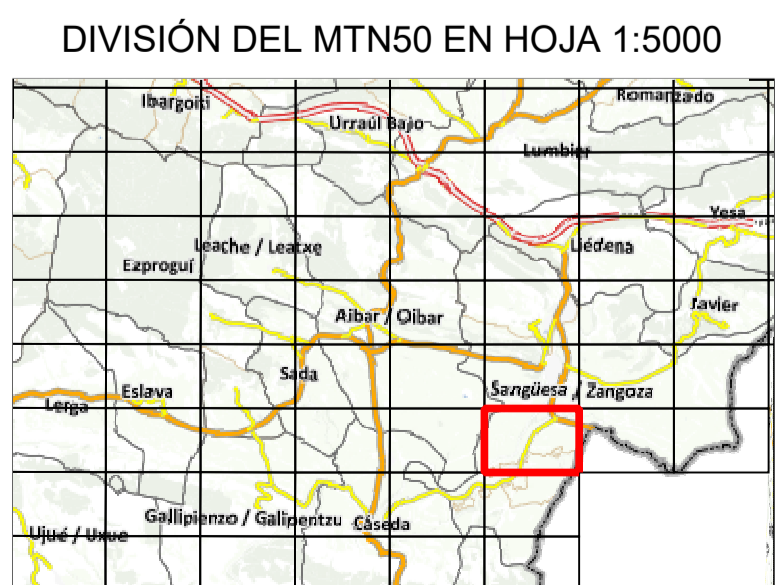 DIVISIÓN DEL MTN50 EN HOJA 1:5000
Romanzado
Ibargoiti
Urraúl Bajo
Lumbier
Yesa
Leache / Leatxe
Liédena
Ezproguí
Javier
Aibar / Oibar
Sada
Eslava
Sangüesa / Zangoza
Lerga
Gallipienzo / Galipentzu
Cáseda
Ujué / Uxue